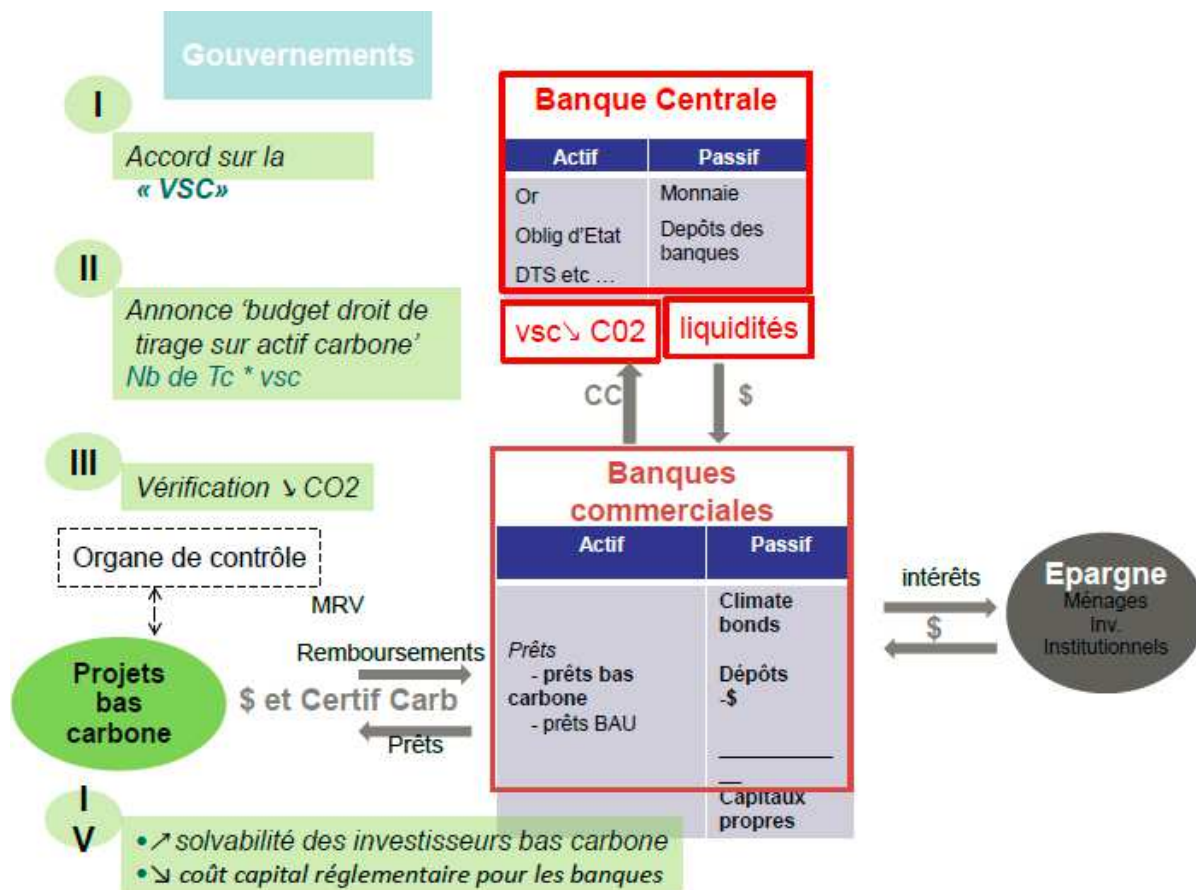 Gouvernements
I
Accord sur la
« VSC»
II
Annonce ‘budget droit de
tirage sur actif carbone’
Nb de Tc * vsc
III
Vérification ↘ CO2
Organe de contrôle
MRV
Projets
bas
carbone
Remboursements
$ et Certif Carb
Prêts
I
V
•↗ solvabilité des investisseurs bas carbone
•↘ coût capital réglementaire pour les banques
Banque Centrale
Actif
Passif
Or
Oblig d’Etat
DTS etc …
Monnaie
Depôts des
banques
vsc↘ C02
liquidités
CC
$
Banques
commerciales
Actif
Passif
Prêts
- prêts bas
carbone
- prêts BAU
Climate
bonds
Dépôts
-$
Capitaux
propres
intérêts
$
Epargne
Ménages
Inv.
Institutionnels